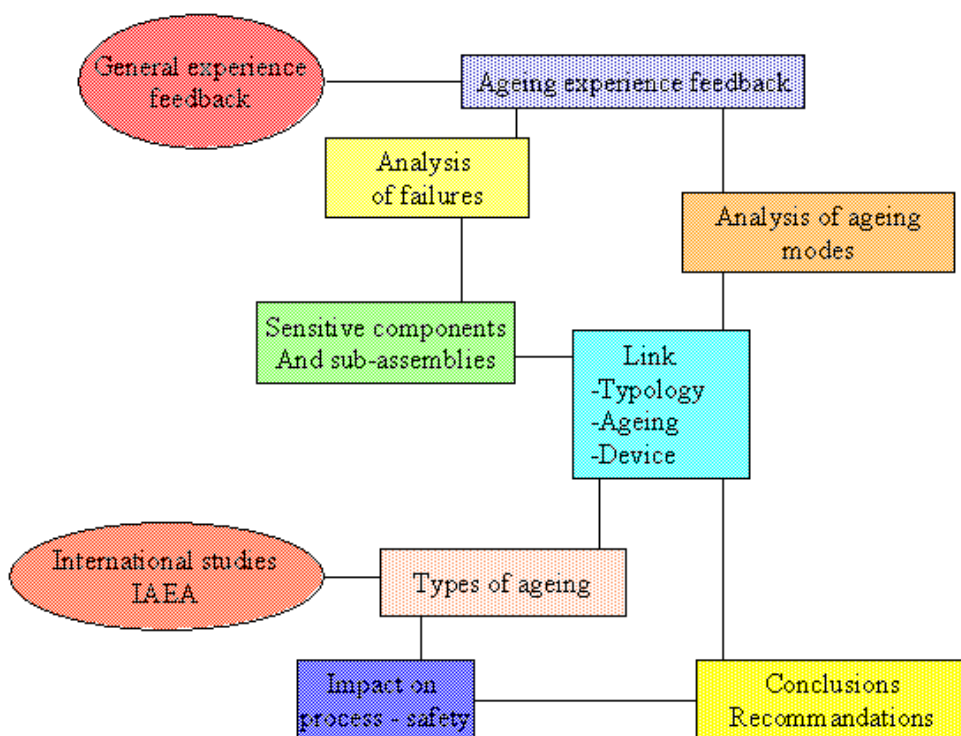 General experience
feedback
Ageing experience feedback
Analysis
of failures
Analysis of ageing
modes
Sensitive components
And sub-assemblies
Link
-Typology
-Ageing
-Device
International studies
IAEA
Types of ageing
Impact on
process - safety
Conclusions
Recommandations